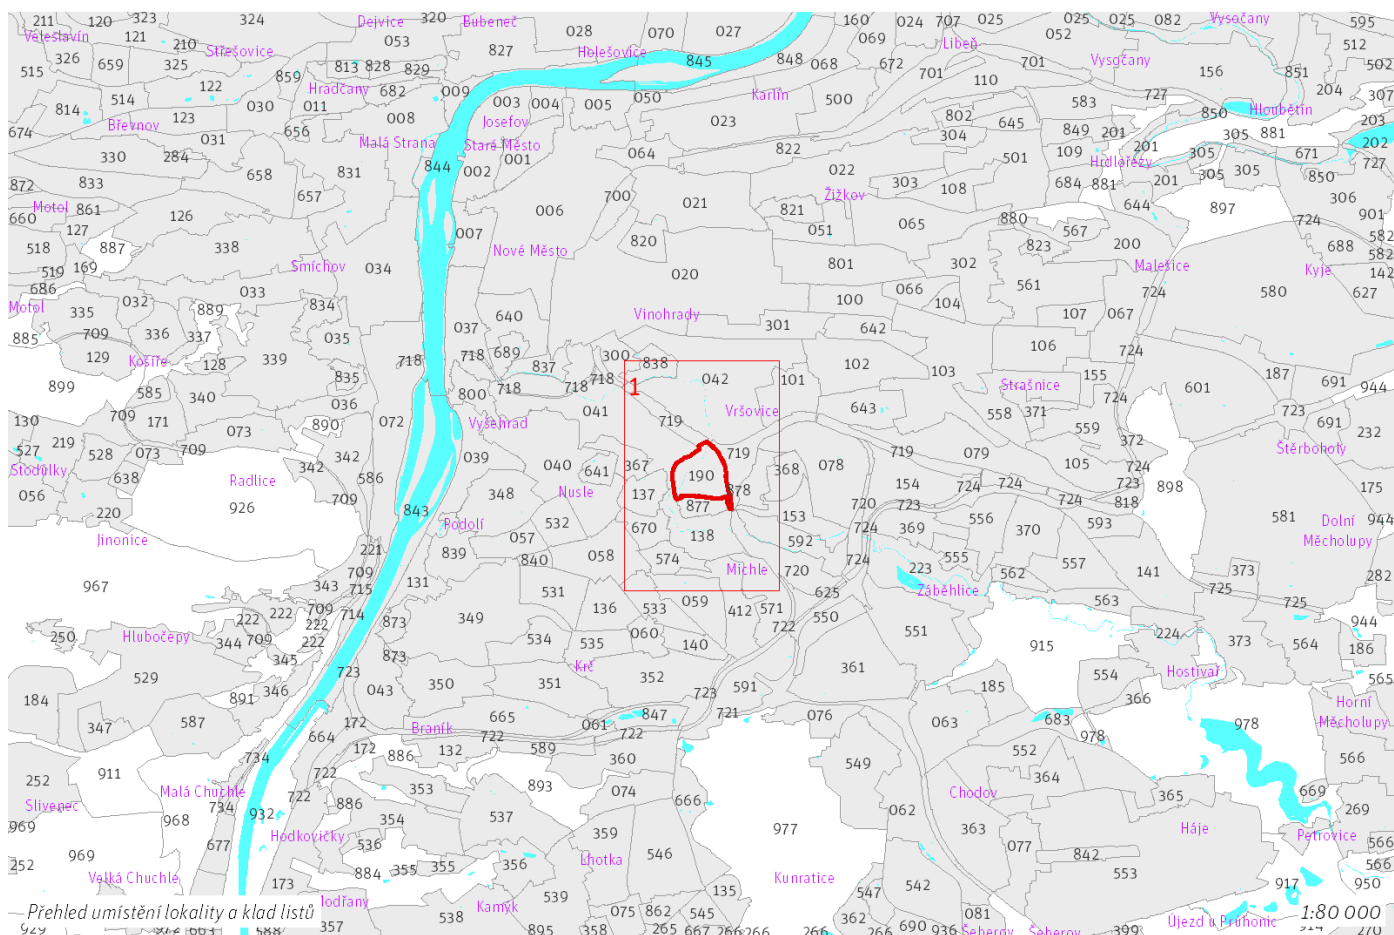 211 120 323 324 Dejvice 320 Bubeneč 028 070 027 160 024 707 025 025 025 082 Vysočany 595
Veleslavín 121 210 Střešovice 053 827 Holešovice 845 848 068 069 672 Libeň 052 Vysočany 512
326 659 325 859 813 828 829 701 701 156 851 502
515 122 Hradčany 682 009 003 004 005 050 Karlín 500 110 583 727 204 307
814 514 123 030 011 008 Josefov 023 802 645 850 Hloubětín 203
674 Břevnov 031 656 Malá Strana Staré Město 822 304 849 201 305 881 202
330 284 844 001 064 501 109 Hrdlořezy 201 305 671 727
872 833 658 831 002 022 303 108 684 881 201 305 305 850
Motol 861 657 700 021 Žižkov 644 897 306
660 127 126 006 821 065 880 567 724 901
518 887 338 007 820 051 823 200 688 582
519 169 Smíchov 034 Nové Město 020 801 302 Malešice Kyje 582
686 033 066 561 724 580 142
Motol 335 032 889 834 640 Vinohrady 100 104 107 067 627
885 709 336 337 035 037 301 642
129 Košíře 128 339 718 718 689 837 300 838 102 106 724
899 585 340 835 718 718 718 042 101 103 Strašnice 155 601 187 691 944
709 036 800 1 724
130 171 890 072 Vyšehrad 041 719 Vršovice 643 558 371 723 691
527 219 528 073 709 073 559 372 232
Stodůlky 638 342 342 039 040 641 367 719 368 078 719 079 105 724 Štěrboholy
056 220 Radlice 926 586 348 Nusle 137 190 878 154 724 724 724 723 898 175
709 843 877 720 723 818
Jinonice Podolí 532 670 138 153 724 369 556 370 593 581 Dolní 944
221 839 057 840 058 574 592 Měcholupy
967 709 Michle 720 724 223 555 562 557 141 373 282
343 715 131 531 136 533 059 412 571 625 Záběhlice 563 725 725
222 222 709 714 873 349 060 722 550 944
250 Hlubočepy 344 709 222 222 534 535 140 551 915 224 373 564 186
345 873 Krč 361 Hostivař
529 723 350 351 352 591 185 554 565
184 891 346 043 723 366 Horní
347 587 172 Braník 665 061 847 721 076 063 683 978 978 Měcholupy
664 172 132 722 589 722 552 566
252 911 734 722 886 360 549 364
Slivenec Malá Chuchle 722 353 893 074 666 Chodov 365 669
734 932 886 354 537 062 269
969 968 Hodkovičky 536 359 977 363 Háje Petrovice
677 077 842 566
252 969 884 355 355 356 Lhotka 546 553 566
Velká Chuchle 173 539 135 Kunratice 547 542 917 950
Přehled umístění lokality a klad listů 538 Kamýk 075 862 545 362 081 Újezd u Průhonic 1:80 000
357 895 358 265 667 266 266 266 690 936 Šeberov Šeberov 399 270